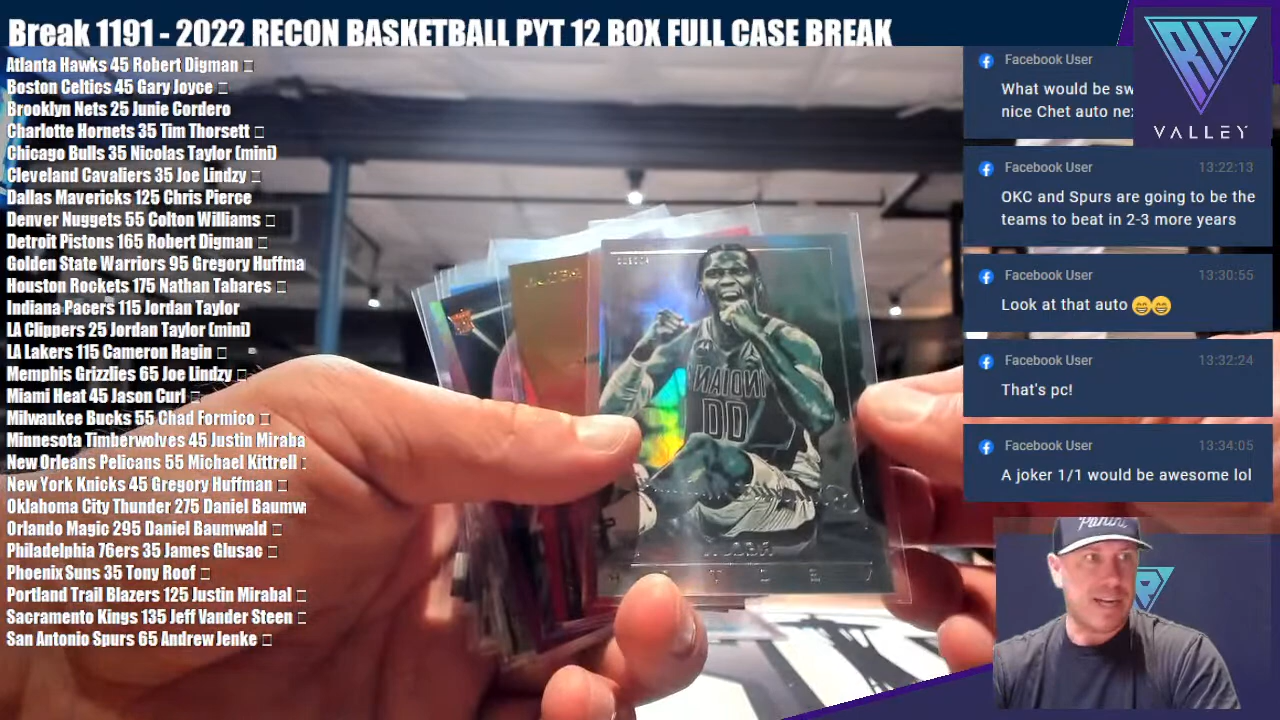 Break 1191 - 2022 RECON BASKETBALL PYT 12 BOX FULL CASE BREAK
Atlanta Hawks 45 Robert Digman
Boston Celtics 45 Gary Joyce
Brooklyn Nets 25 Junie Cordero
Charlotte Hornets 35 Tim Thorsett
Chicago Bulls 35 Nicolas Taylor (mini)
Cleveland Cavaliers 35 Joe Lindzy
Dallas Mavericks 125 Chris Pierce
Denver Nuggets 55 Colton Williams
Detroit Pistons 165 Robert Digman
Golden State Warriors 95 Gregory Huffma
Houston Rockets 175 Nathan Tabares
Indiana Pacers 115 Jordan Taylor
LA Clippers 25 Jordan Taylor (mini)
LA Lakers 115 Cameron Hagin
Memphis Grizzlies 65 Joe Lindzy
Miami Heat 45 Jason Curl
Milwaukee Bucks 55 Chad Formico
Minnesota Timberwolves 45 Justin Miraba
New Orleans Pelicans 55 Michael Kittrell
New York Knicks 45 Gregory Huffman
Oklahoma City Thunder 275 Daniel Baumw
Orlando Magic 295 Daniel Baumwald
Philadelphia 76ers 35 James Glusac
Phoenix Suns 35 Tony Roof
Portland Trail Blazers 125 Justin Mirabal
Sacramento Kings 135 Jeff Vander Steen
San Antonio Spurs 65 Andrew Jenke
INDIANA
00
Facebook User
What would be sw
nice Chet auto nex
RIP
VALLEY
Facebook User 13:22:13
OKC and Spurs are going to be the
teams to beat in 2-3 more years
Facebook User 13:30:55
Look at that auto 😁😁
Facebook User 13:32:24
That's pc!
Facebook User 13:34:05
A joker 1/1 would be awesome lol
Panini